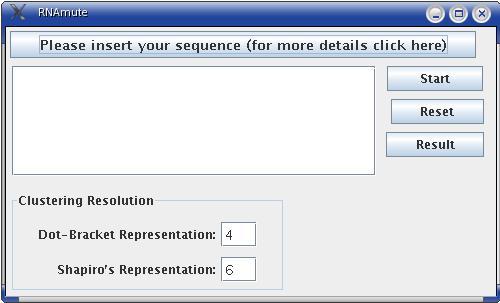 RNAmute
Please insert your sequence (for more details click here)
Start
Reset
Result
Clustering Resolution
Dot-Bracket Representation: 4
Shapiro's Representation: 6